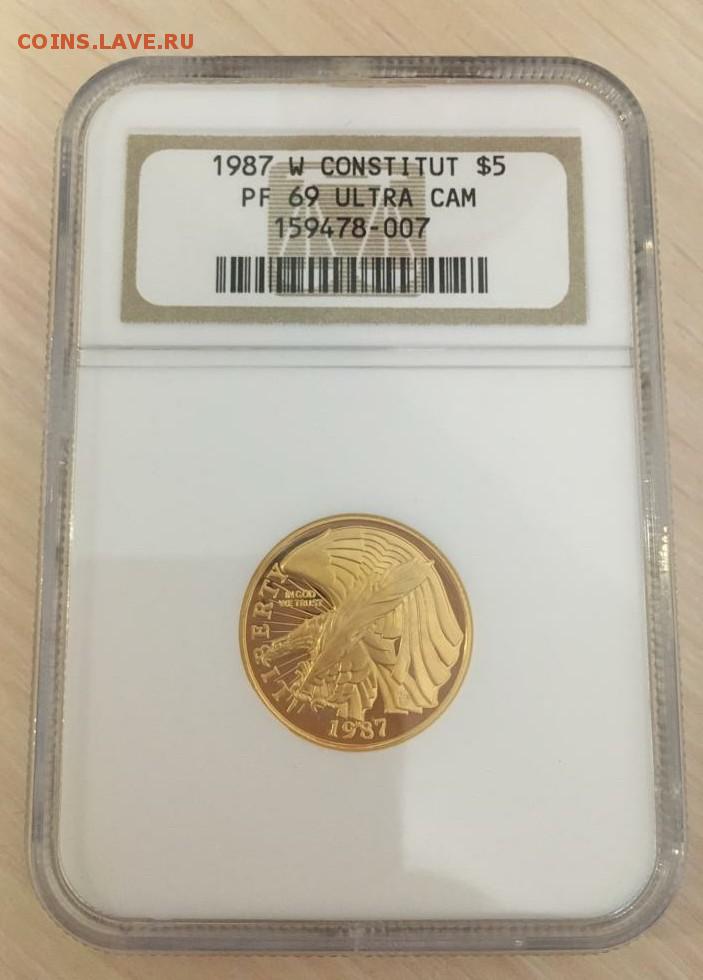 COINS.LAVE.RU
1987 W CONSTITUT $5
PF 69 ULTRA CAM
159478-007
LIBERTY
IN GOD
WE TRUST
1987